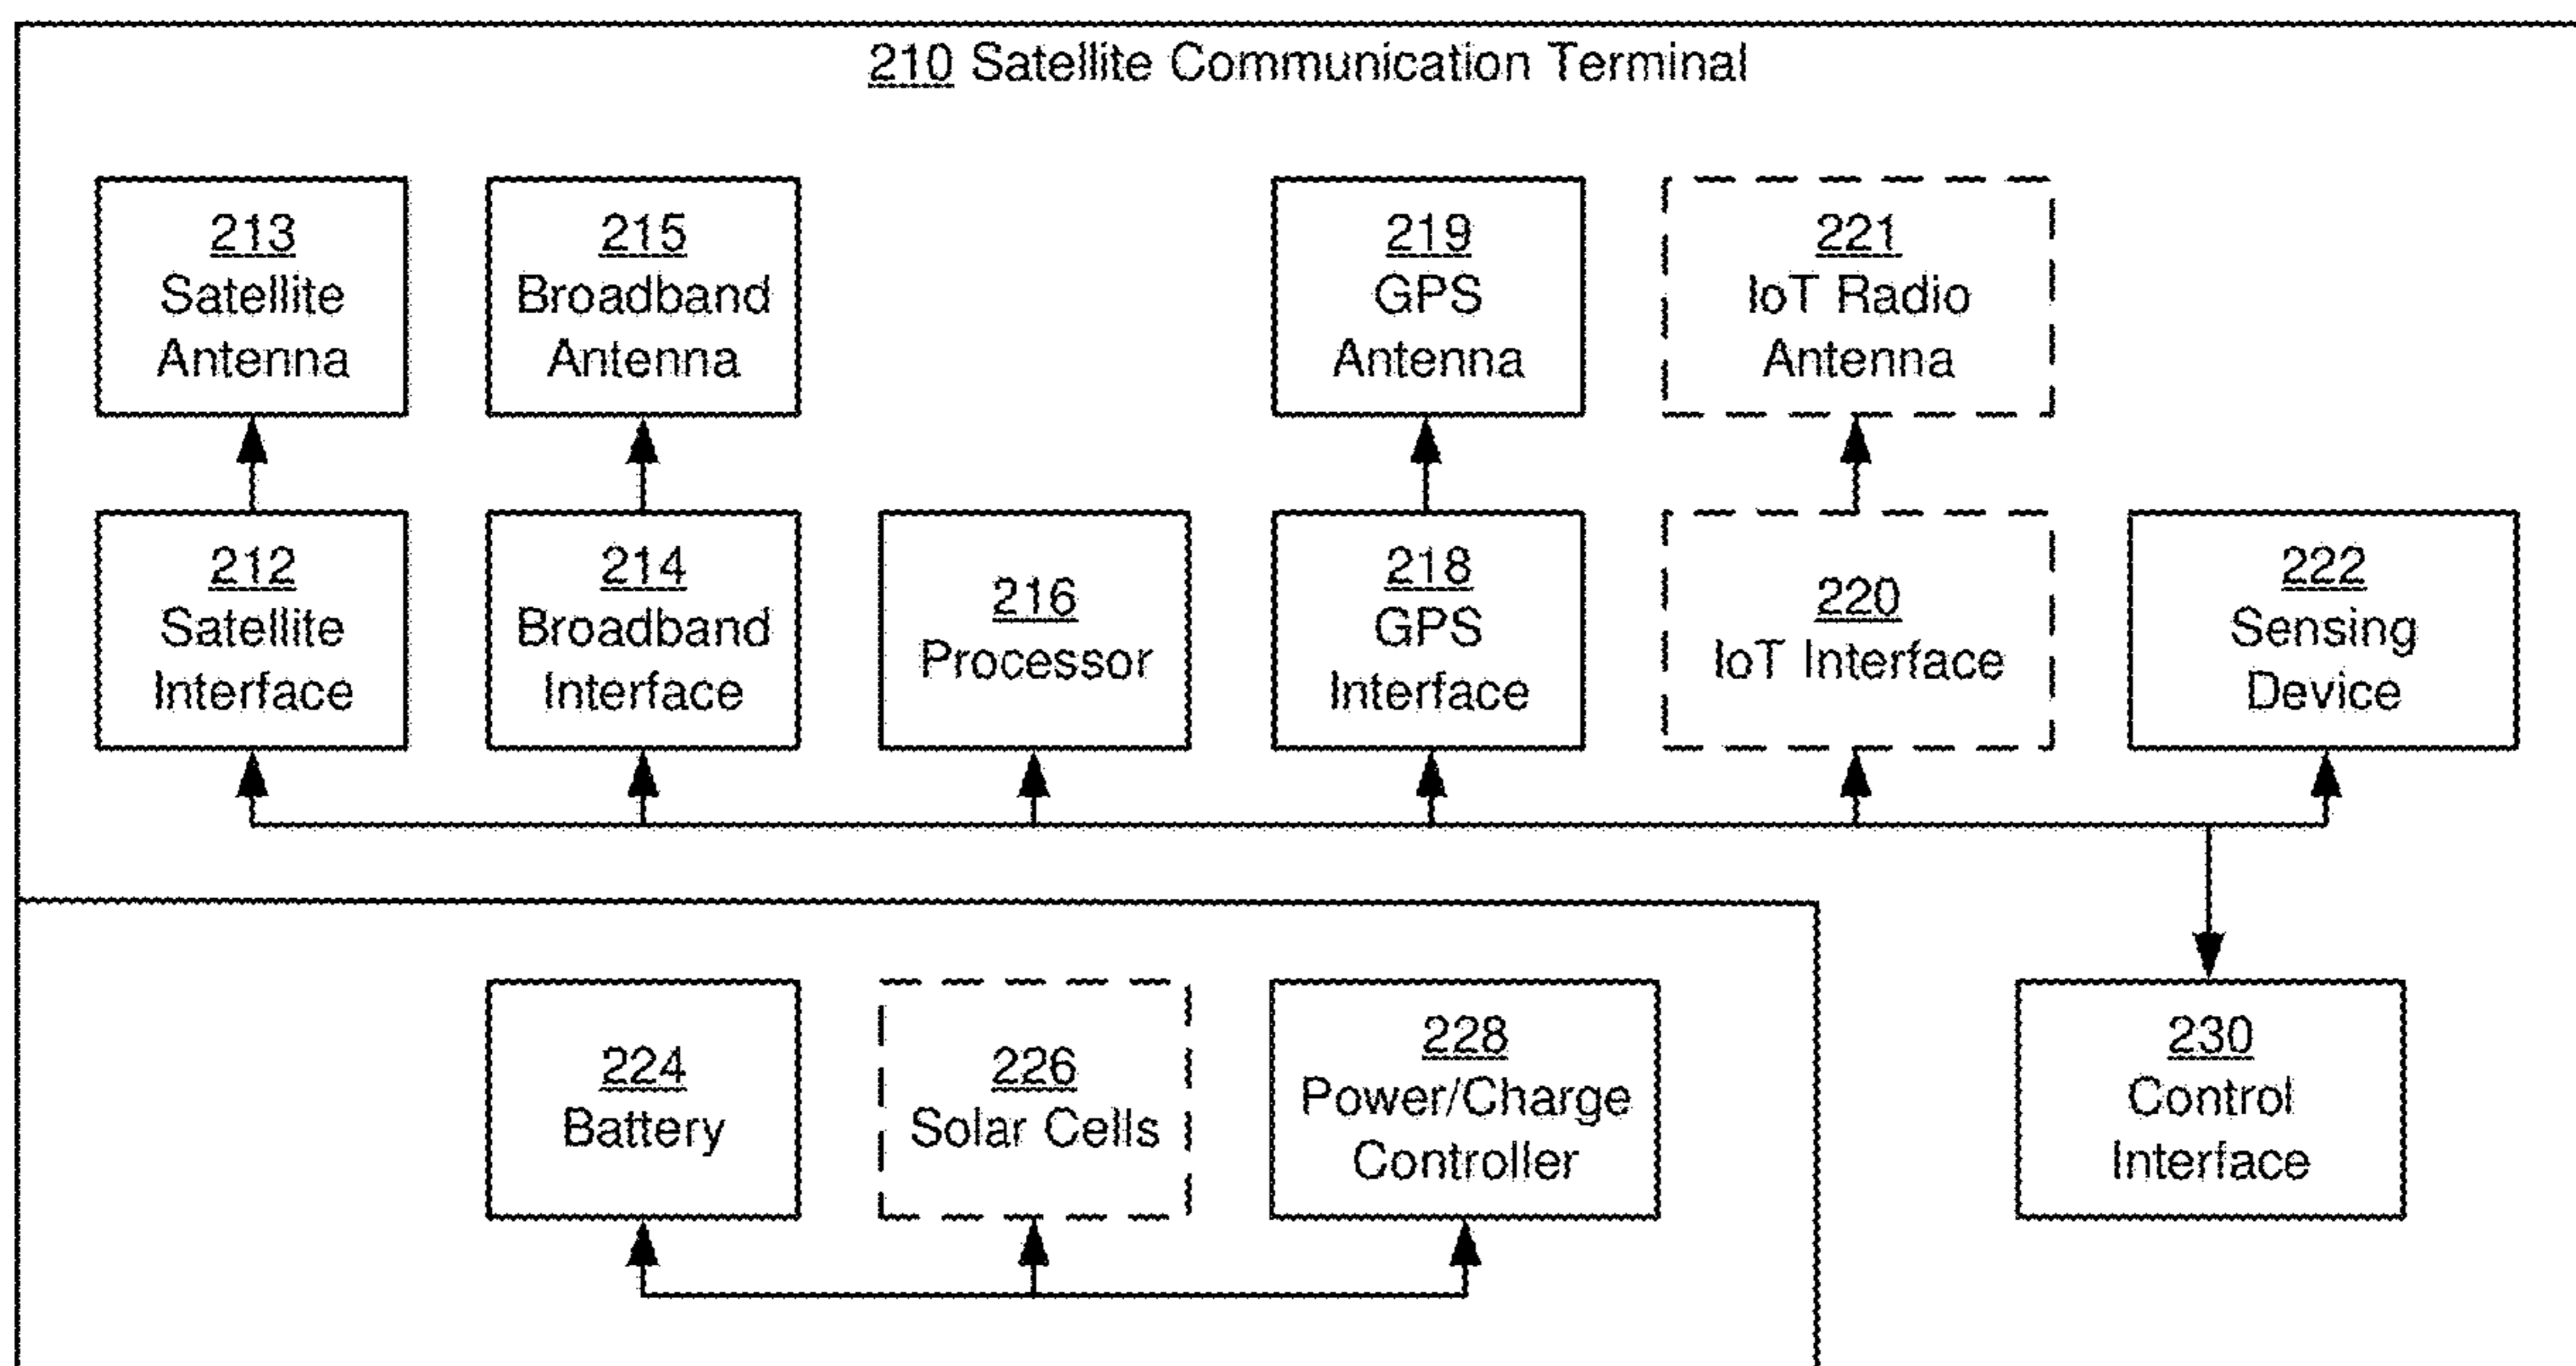 210 Satellite Communication Terminal
213
Satellite
Antenna
215
Broadband
Antenna
219
GPS
Antenna
221
IoT Radio
Antenna
212
Satellite
Interface
214
Broadband
Interface
216
Processor
218
GPS
Interface
220
IoT Interface
222
Sensing
Device
224
Battery
226
Solar Cells
228
Power/Charge
Controller
230
Control
Interface